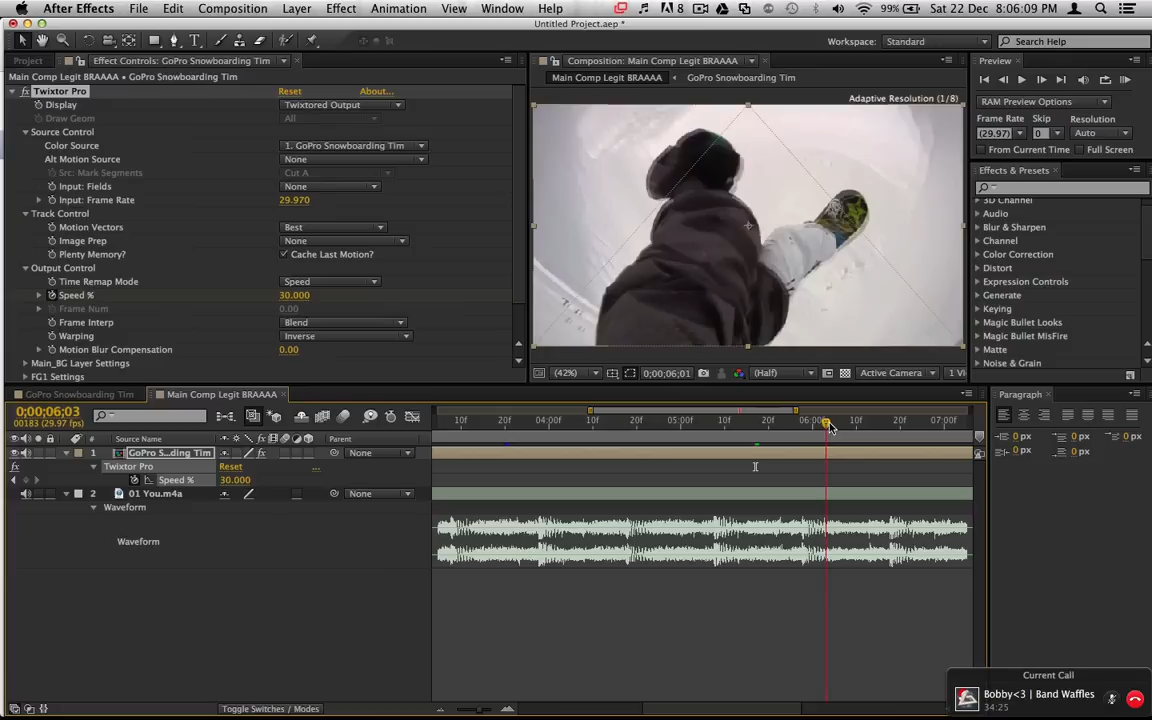 After Effects File Edit Composition Layer Effect Animation View Window Help 8 99% Sat 22 Dec 8:06:09 PM
Untitled Project.aep *
Workspace: Standard Search Help
Project Effect Controls: GoPro Snowboarding Tim
Main Comp Legit BRAAAA • GoPro Snowboarding Tim
fx Twixtor Pro Reset About...
Display Twixtored Output
Draw Geom All
Source Control
Color Source 1. GoPro Snowboarding Tim
Alt Motion Source None
Src: Mark Segments Cut A
Input: Fields None
Input: Frame Rate 29.970
Track Control
Motion Vectors Best
Image Prep None
Plenty Memory? Cache Last Motion?
Output Control
Time Remap Mode Speed
Speed % 30.000
Frame Num 0.00
Frame Interp Blend
Warping Inverse
Motion Blur Compensation 0.00
Main_BG Layer Settings
FG1 Settings
Composition: Main Comp Legit BRAAAA
Main Comp Legit BRAAAA GoPro Snowboarding Tim
Adaptive Resolution (1/8)
(42%) 0;00;06;01 (Half) Active Camera 1 Vi
Preview
RAM Preview Options
Frame Rate Skip Resolution
(29.97) 0 Auto
From Current Time Full Screen
Effects & Presets
3D Channel
Audio
Blur & Sharpen
Channel
Color Correction
Distort
Expression Controls
Generate
Keying
Magic Bullet Looks
Magic Bullet MisFire
Matte
Noise & Grain
GoPro Snowboarding Tim Main Comp Legit BRAAAA
0;00;06;03
00183 (29.97 fps)
10f 20f 04:00f 10f 20f 05:00f 10f 20f 06:00f 10f 20f 07:00f
# Source Name Parent
1 GoPro S...ding Tim None
fx Twixtor Pro Reset ...
Speed % 30.000
2 01 You.m4a None
Waveform
Waveform
Toggle Switches / Modes
Paragraph
0 px 0 px 0 px
0 px 0 px
Current Call
Bobby<3 | Band Waffles
34:25